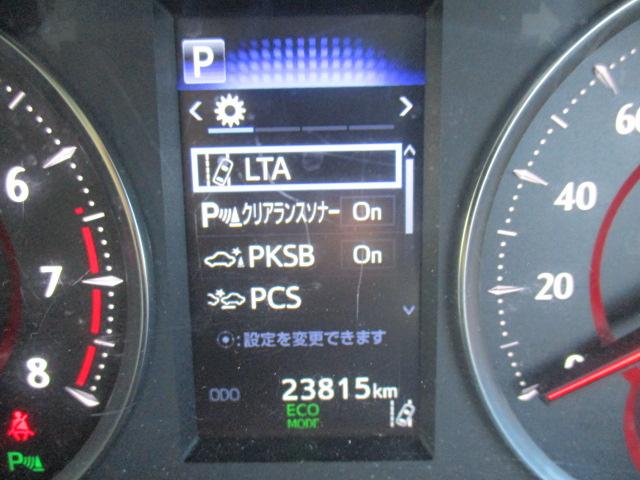 P
LTA
P クリアランスソナー On
PKSB On
PCS
:設定を変更できます
ODO 23815km
ECO
MODE
6
7
8
P
60
40
20